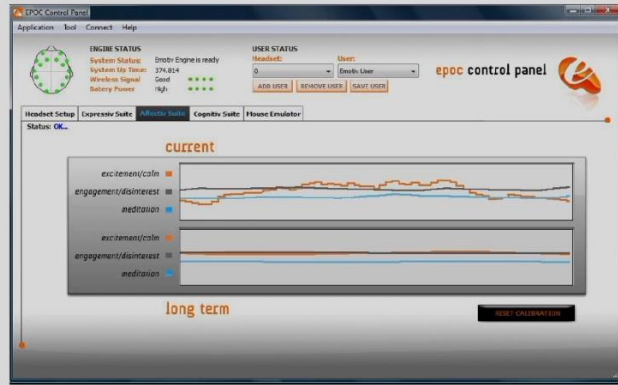 EPOC Control Panel
Application Tool Connect Help
ENGINE STATUS
System Status: Emotiv Engine is ready
System Up Time: 374.814
Wireless Signal Good
Battery Power High
USER STATUS
Headset: User:
0 Emotiv User
ADD USER REMOVE USER SAVE USER
epoc control panel
Headset Setup Expressiv Suite Affectiv Suite Cognitiv Suite Mouse Emulator
Status: OK...
current
excitement/calm
engagement/disinterest
meditation
excitement/calm
engagement/disinterest
meditation
long term
RESET CALIBRATION